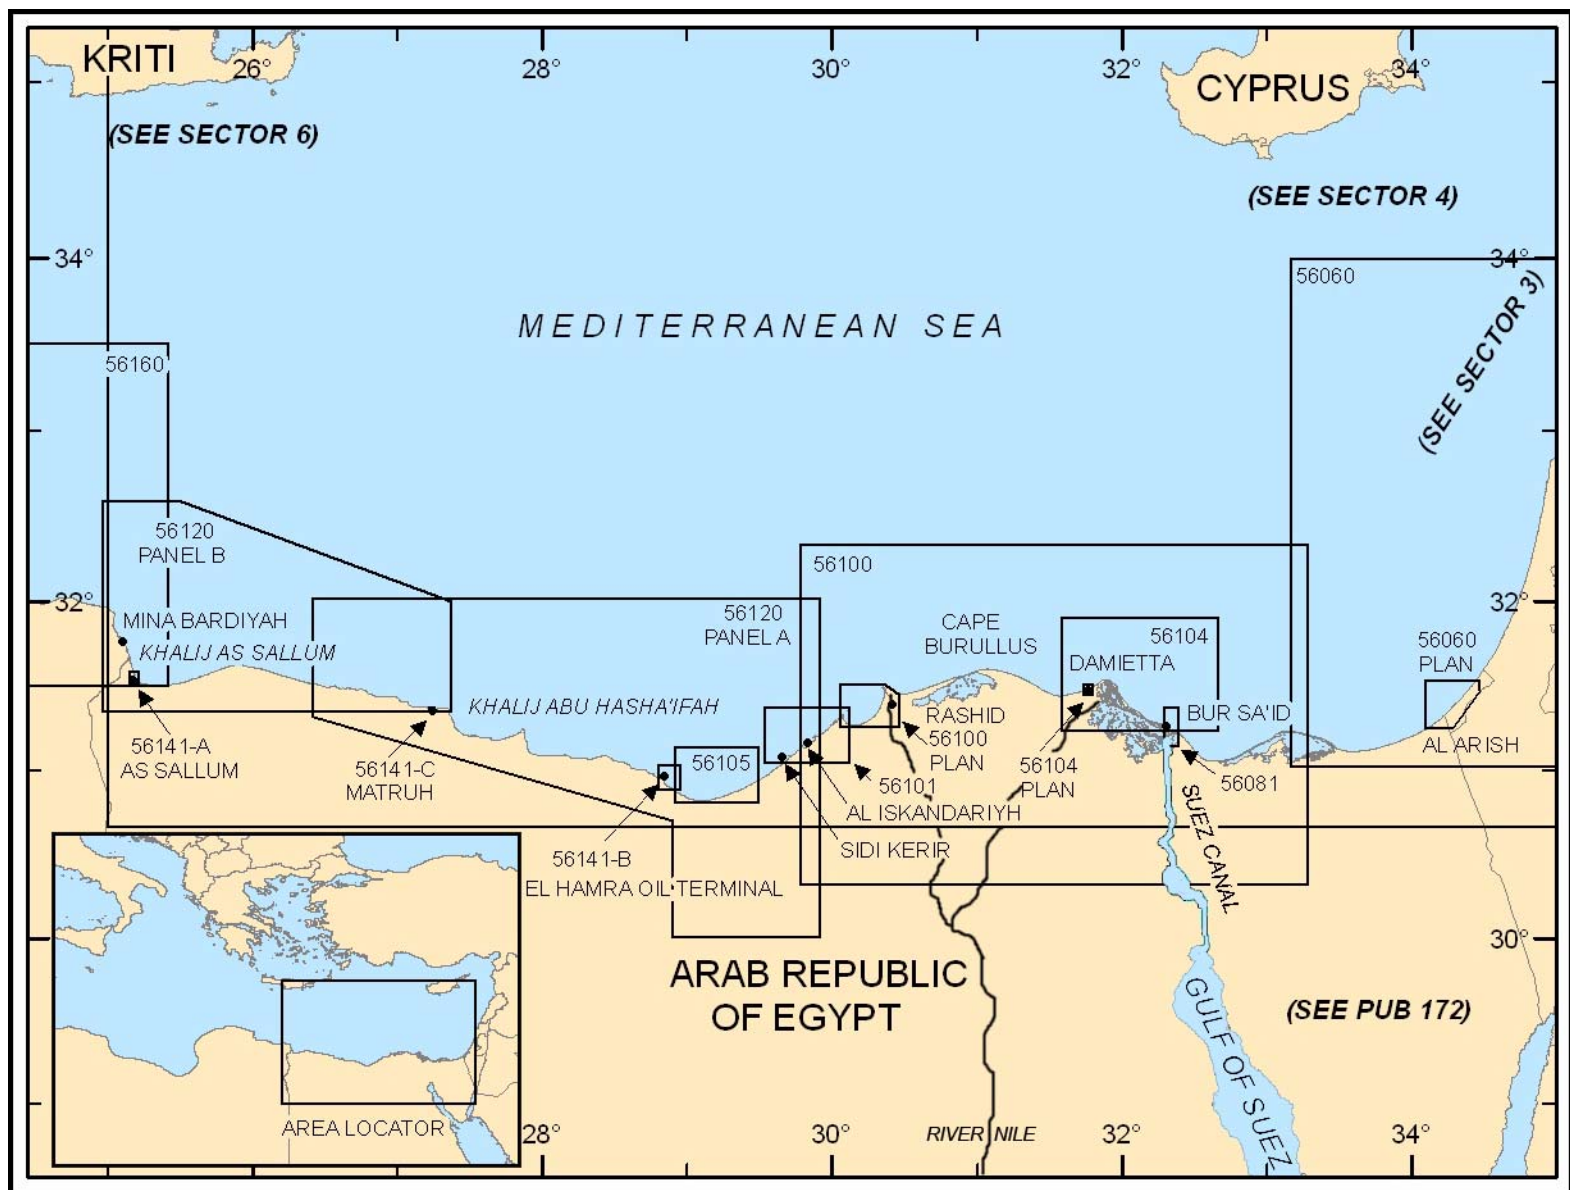 KRITI
26°
28°
30°
32°
34°
CYPRUS
(SEE SECTOR 6)
(SEE SECTOR 4)
34°
34°
56060
(SEE SECTOR 3)
MEDITERRANEAN SEA
56160
56120
PANEL B
56100
32°
56120
PANEL A
32°
MINA BARDIYAH
KHALIJ AS SALLUM
CAPE
BURULLUS
56104
DAMIETTA
56060
PLAN
KHALIJ ABU HASHA'IFAH
RASHID
56100
PLAN
BUR SA'ID
AL ARISH
56141-A
AS SALLUM
56141-C
MATRUH
56105
56104
PLAN
56101
56081
AL ISKANDARIYH
SUEZ CANAL
SIDI KERIR
56141-B
EL HAMRA OIL TERMINAL
30°
ARAB REPUBLIC
OF EGYPT
GULF OF SUEZ
(SEE PUB 172)
AREA LOCATOR
28°
30°
RIVER NILE
32°
34°